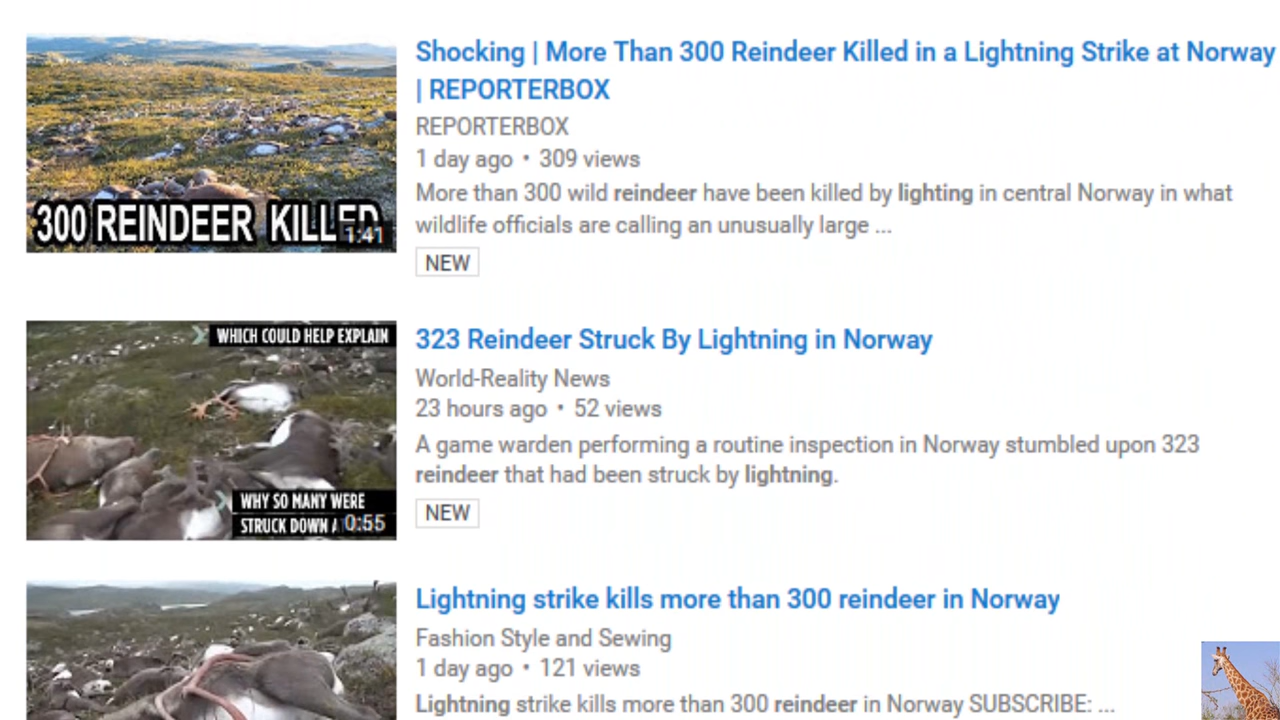 Shocking | More Than 300 Reindeer Killed in a Lightning Strike at Norway
| REPORTERBOX
REPORTERBOX
1 day ago • 309 views
More than 300 wild reindeer have been killed by lighting in central Norway in what
wildlife officials are calling an unusually large ...
300 REINDEER KILLED
1:41
NEW
WHICH COULD HELP EXPLAIN
323 Reindeer Struck By Lightning in Norway
World-Reality News
23 hours ago • 52 views
A game warden performing a routine inspection in Norway stumbled upon 323
reindeer that had been struck by lightning.
WHY SO MANY WERE
STRUCK DOWN
0:55
NEW
Lightning strike kills more than 300 reindeer in Norway
Fashion Style and Sewing
1 day ago • 121 views
Lightning strike kills more than 300 reindeer in Norway SUBSCRIBE: ...